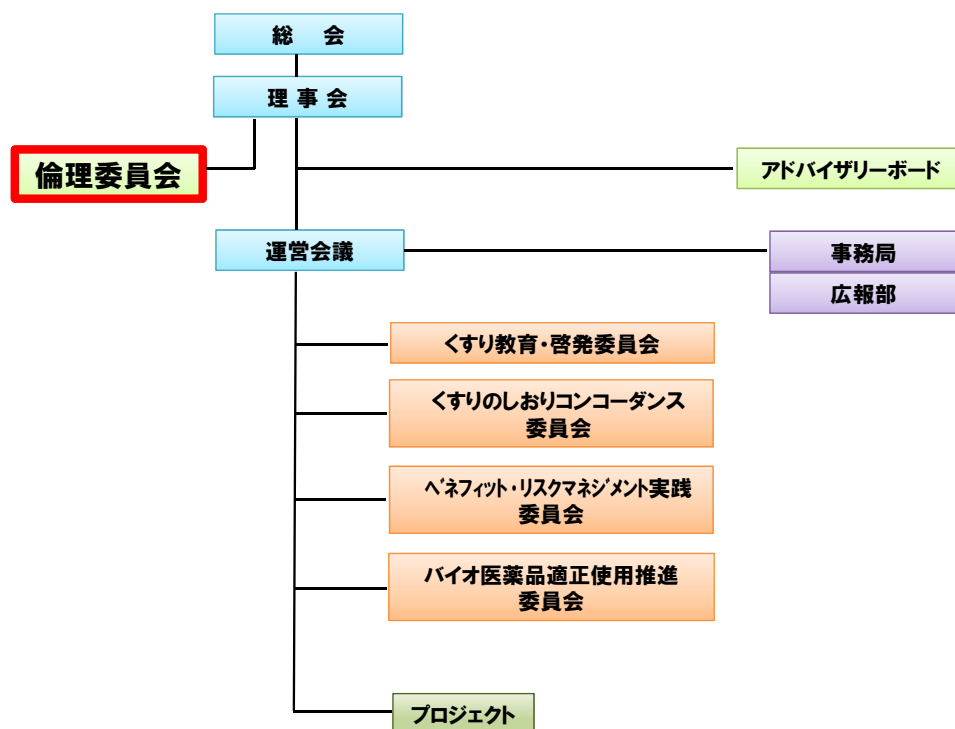 総 会
理 事 会
倫理委員会
アドバイザリーボード
運営会議
事務局
広報部
くすり教育・啓発委員会
くすりのしおりコンコーダンス
委員会
ベネフィット・リスクマネジメント実践
委員会
バイオ医薬品適正使用推進
委員会
プロジェクト